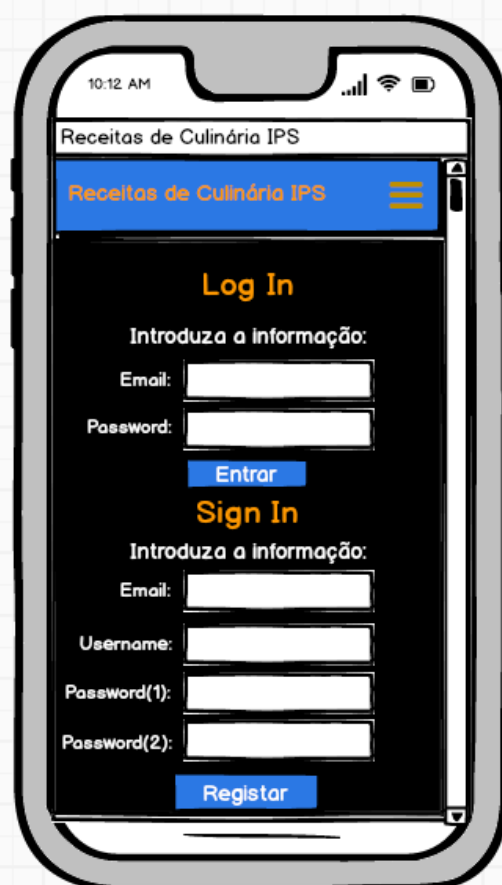 10:12 AM
Receitas de Culinária IPS
Receitas de Culinária IPS
Log In
Introduza a informação:
Email:
Password:
Entrar
Sign In
Introduza a informação:
Email:
Username:
Password(1):
Password(2):
Registar